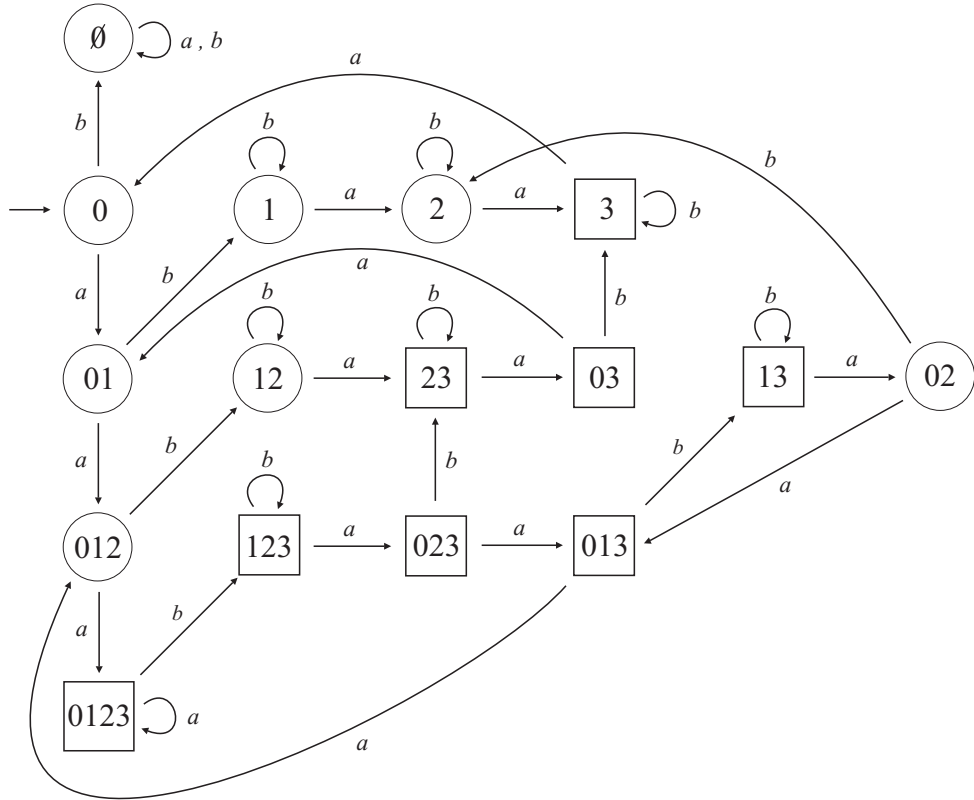 Ø a , b
a
b b b
b
0 1 a 2 a 3 b
a b a b
b b b
01 12 a 23 a 03 13 a 02
a b b b b a
012 123 a 023 a 013
a b
0123 a
a